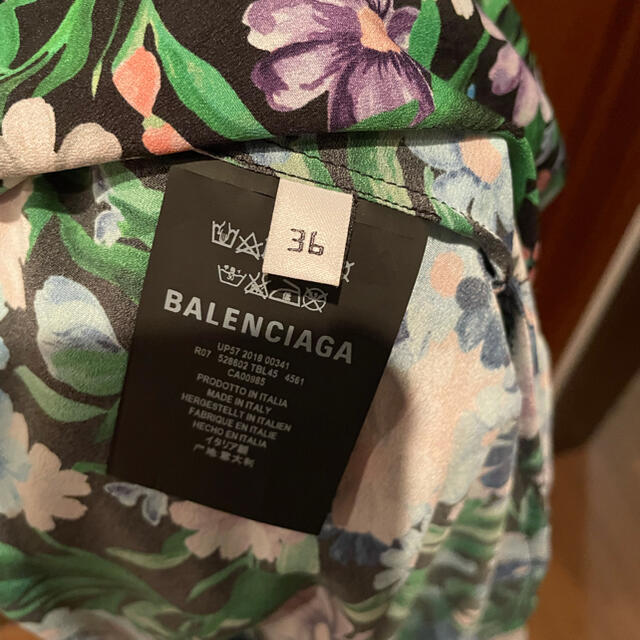 36
BALENCIAGA
UP57 2018 00341
R07 528602 TBL45 4561
CA00985
PRODOTTO IN ITALIA
MADE IN ITALY
HERGESTELLT IN ITALIEN
FABRIQUE EN ITALIE
HECHO EN ITALIA
イタリア製
产地 意大利